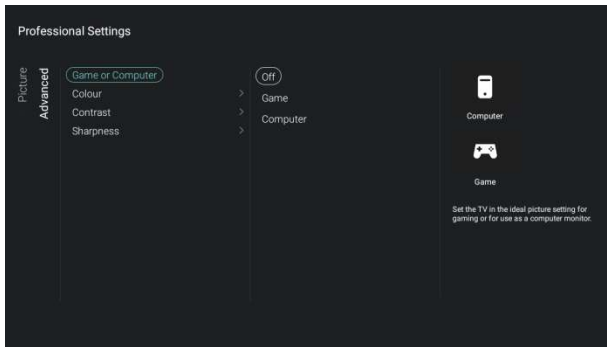 Professional Settings
Picture
Advanced
Game or Computer
Colour
Contrast
Sharpness
Off
Game
Computer
Computer
Game
Set the TV in the ideal picture setting for
gaming or for use as a computer monitor.